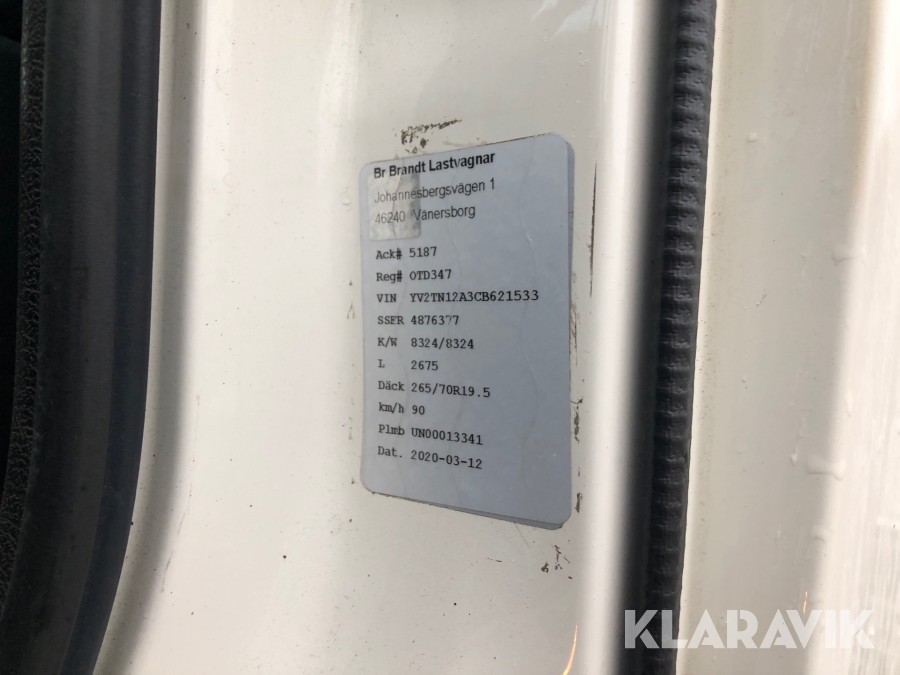 Br Brandt Lastvagnar
Johannesbergsvägen 1
46240 Vänersborg
Ack# 5187
Reg# OTD347
VIN YV2TN12A3CB621533
SSFR 4876377
K/W 8324/8324
L 2675
Däck 265/70R19.5
km/h 90
Plmb UN00013341
Dat. 2020-03-12
KLARAVIK